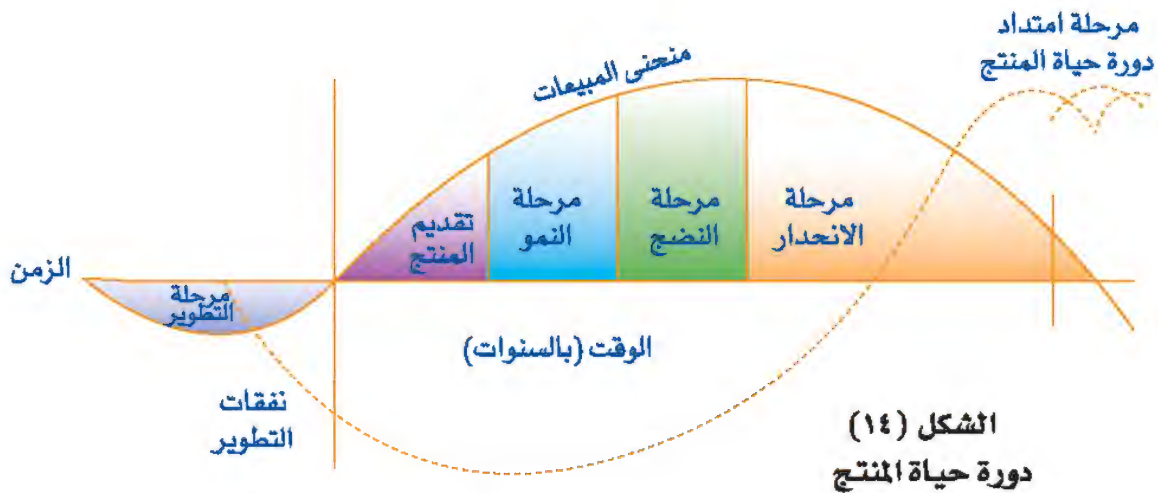 مرحلة امتداد
دورة حياة المنتج
منحنى المبيعات
تقديم
المنتج
مرحلة
النمو
مرحلة
النضج
مرحلة
الانحدار
الزمن
مرحلة
التطوير
الوقت (بالسنوات)
نفقات
التطوير
الشكل (١٤)
دورة حياة المنتج